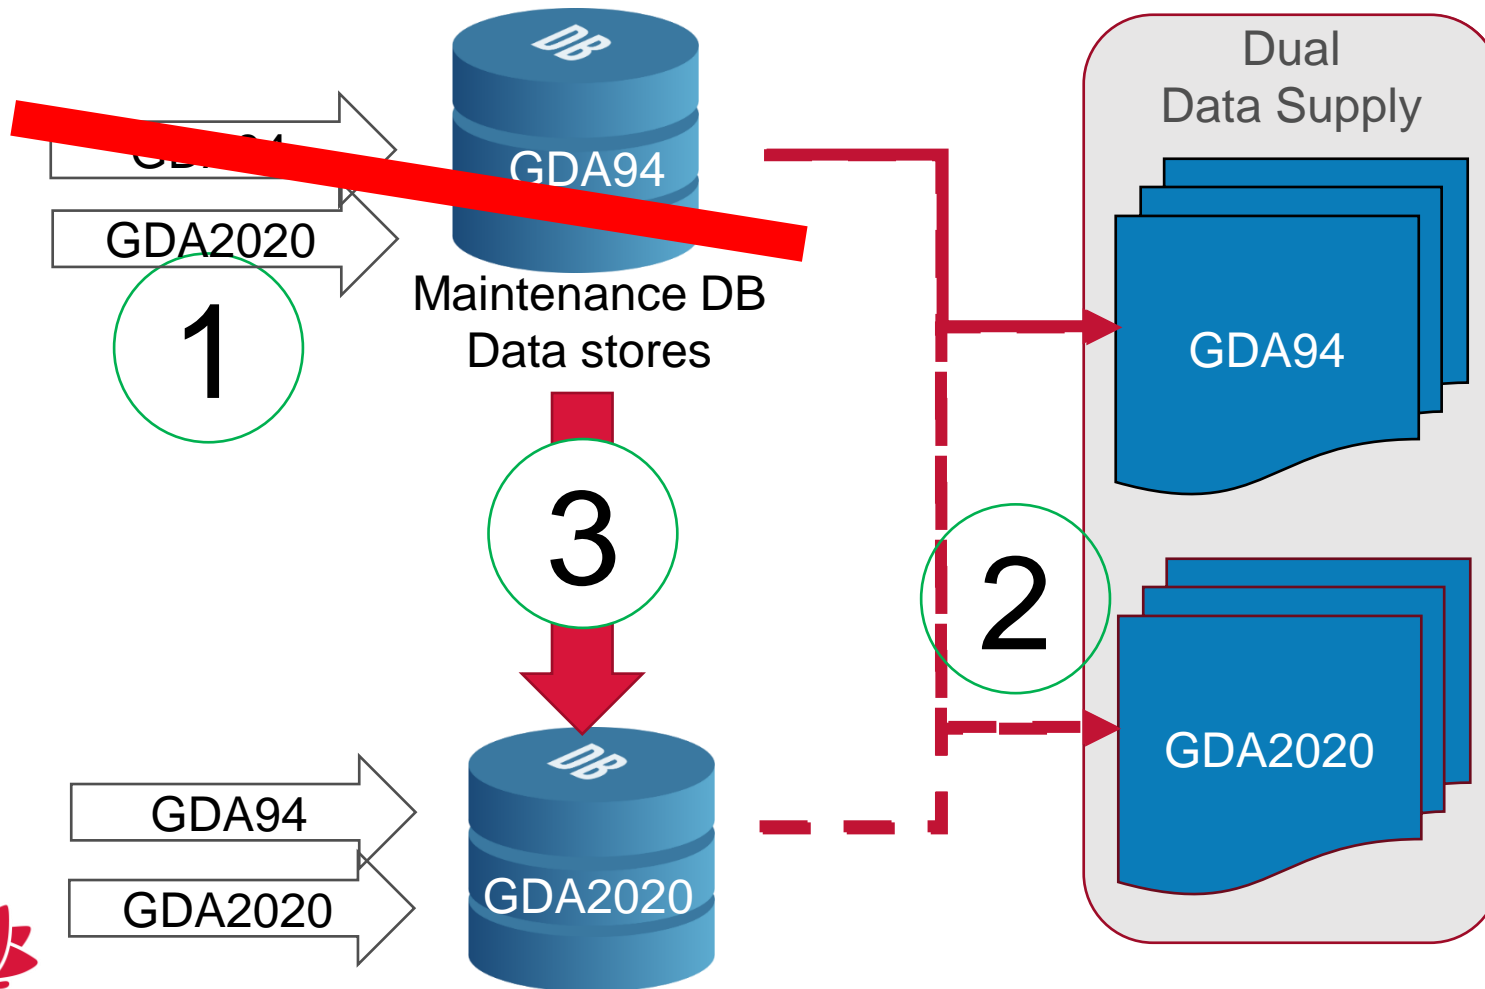 DB
GDA94
GDA2020
1
Maintenance DB
Data stores
3
GDA94
GDA2020
DB
GDA2020
Dual
Data Supply
GDA94
2
GDA2020